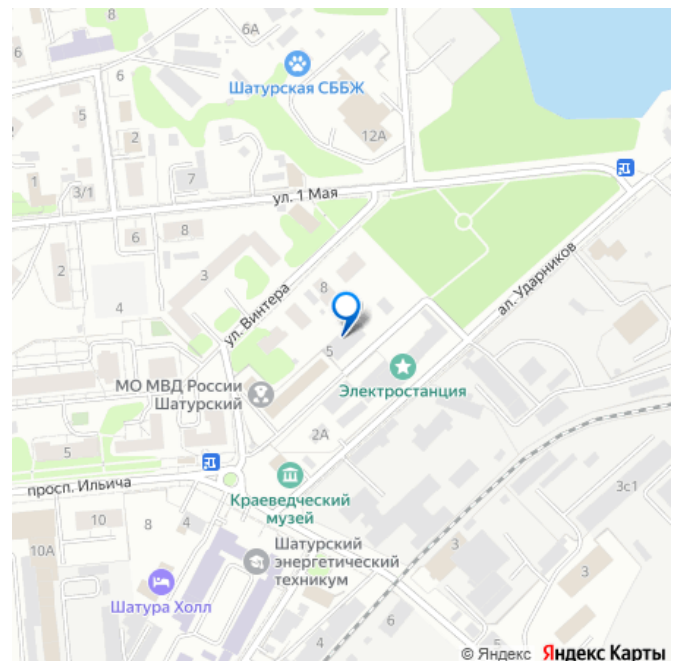 6А
6
6
Шатурская СББЖ
5
2
12А
1
3/1
7
ул. 1 Мая
6
8
2
3
ал. Ударников
4
8
ул. Винтера
5
МО МВД России
Шатурский
Электростанция
2А
5
просп. Ильича
Краеведческий
музей
3с1
10
8
4
10А
Шатурский
энергетический
техникум
3
3
Шатура Холл
4
6
© Яндекс Яндекс Карты